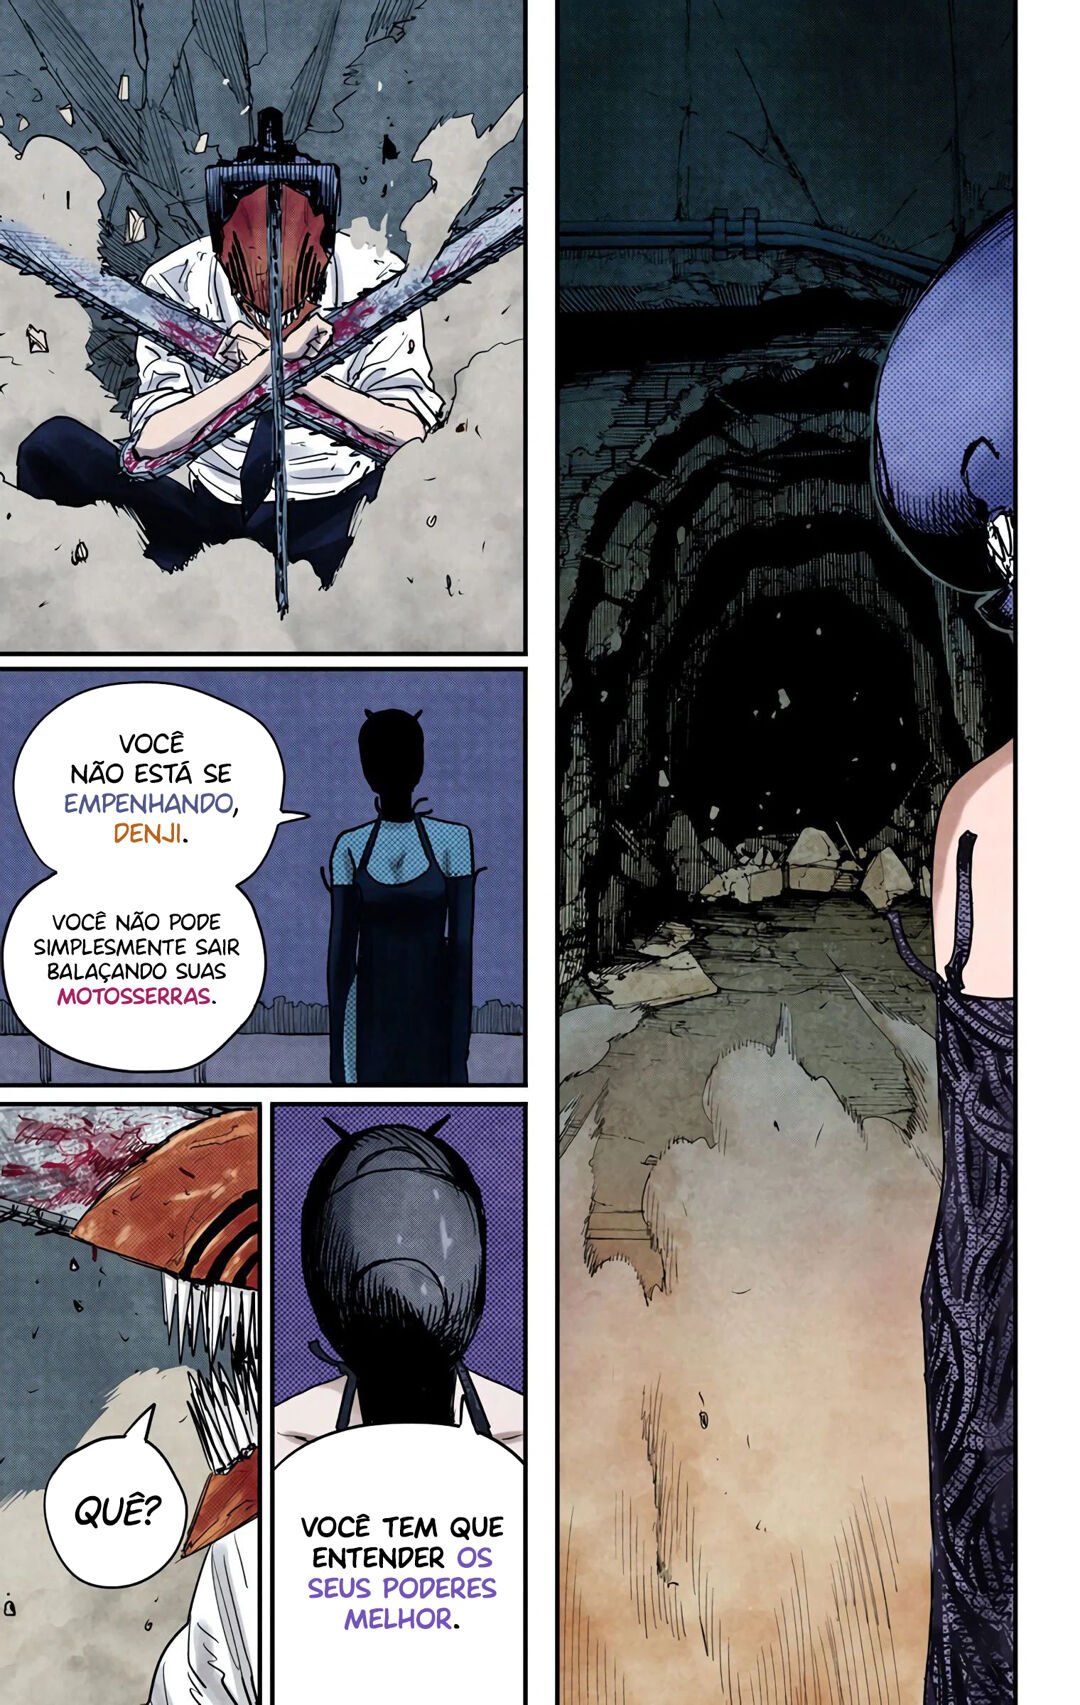 VOCÊ
NÃO ESTÁ SE
EMPENHANDO,
DENJI.
VOCÊ NÃO PODE
SIMPLESMENTE SAIR
BALAÇANDO SUAS
MOTOSSERRAS.
VOCÊ TEM QUE
ENTENDER OS
SEUS PODERES
MELHOR.
QUÊ?